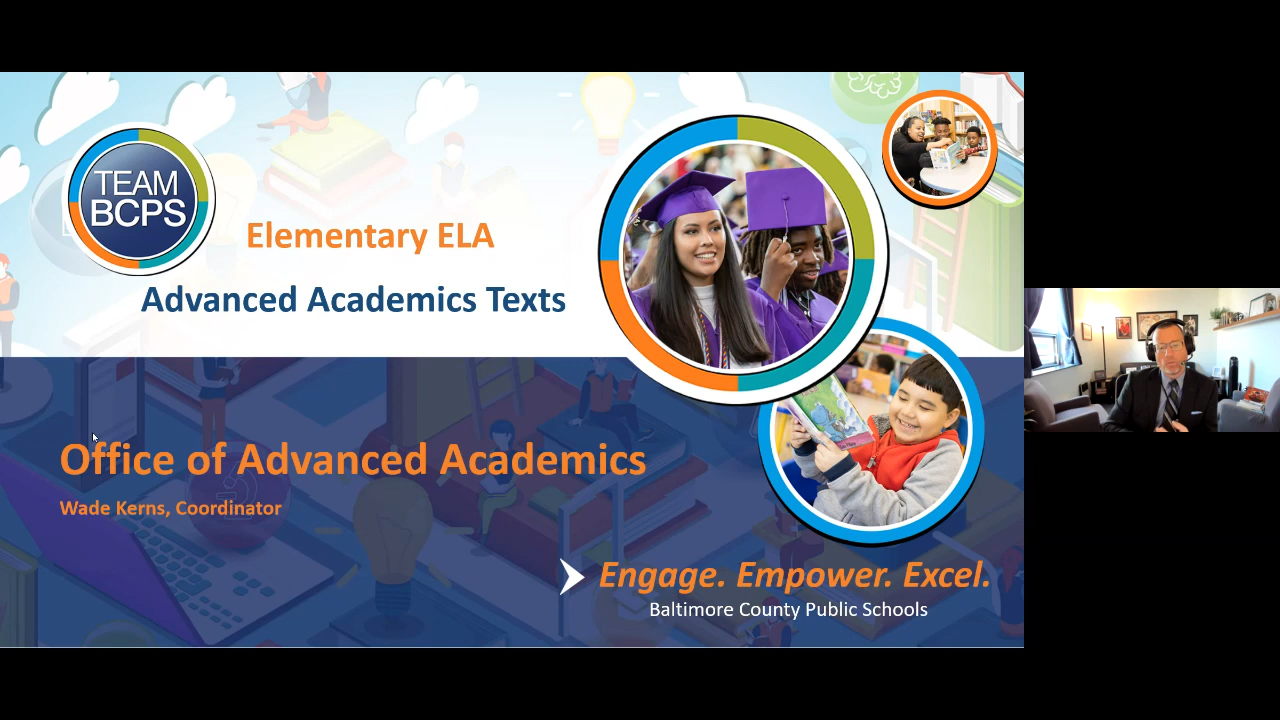 TEAM
BCPS
Elementary ELA
Advanced Academics Texts
Office of Advanced Academics
Wade Kerns, Coordinator
Engage. Empower. Excel.
Baltimore County Public Schools